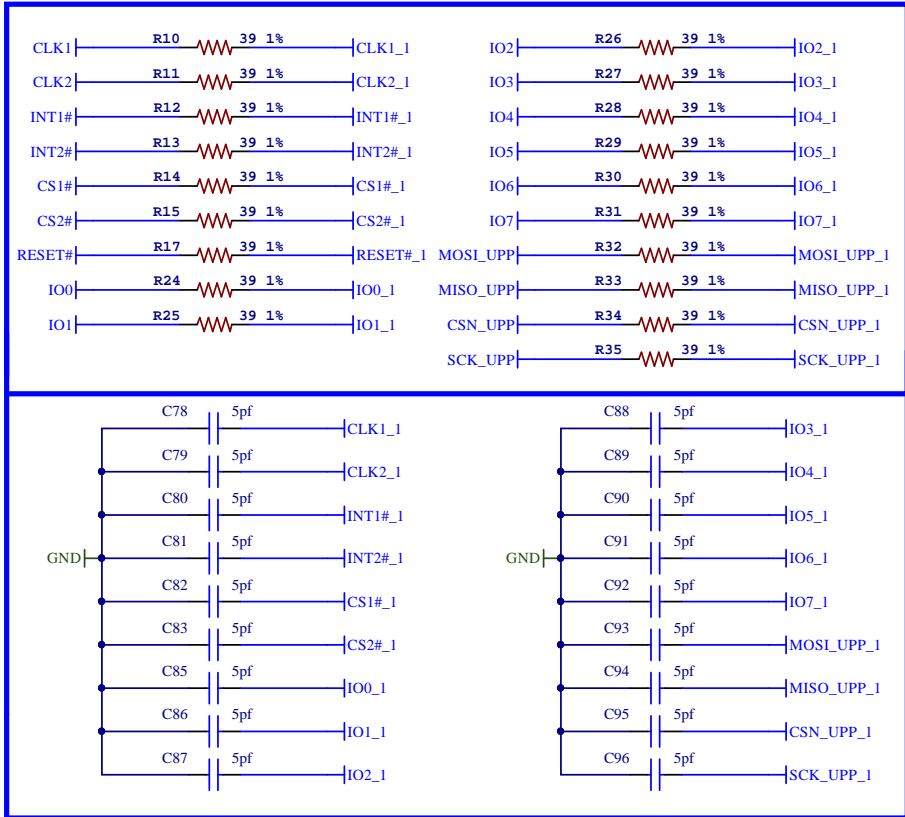 CLK1 R10 39 1% CLK1_1
CLK2 R11 39 1% CLK2_1
INT1# R12 39 1% INT1#_1
INT2# R13 39 1% INT2#_1
CS1# R14 39 1% CS1#_1
CS2# R15 39 1% CS2#_1
RESET# R17 39 1% RESET#_1
IO0 R24 39 1% IO0_1
IO1 R25 39 1% IO1_1
IO2 R26 39 1% IO2_1
IO3 R27 39 1% IO3_1
IO4 R28 39 1% IO4_1
IO5 R29 39 1% IO5_1
IO6 R30 39 1% IO6_1
IO7 R31 39 1% IO7_1
MOSI_UPP R32 39 1% MOSI_UPP_1
MISO_UPP R33 39 1% MISO_UPP_1
CSN_UPP R34 39 1% CSN_UPP_1
SCK_UPP R35 39 1% SCK_UPP_1
C78 5pf CLK1_1
C79 5pf CLK2_1
C80 5pf INT1#_1
GND C81 5pf INT2#_1
C82 5pf CS1#_1
C83 5pf CS2#_1
C85 5pf IO0_1
C86 5pf IO1_1
C87 5pf IO2_1
C88 5pf IO3_1
C89 5pf IO4_1
C90 5pf IO5_1
GND C91 5pf IO6_1
C92 5pf IO7_1
C93 5pf MOSI_UPP_1
C94 5pf MISO_UPP_1
C95 5pf CSN_UPP_1
C96 5pf SCK_UPP_1